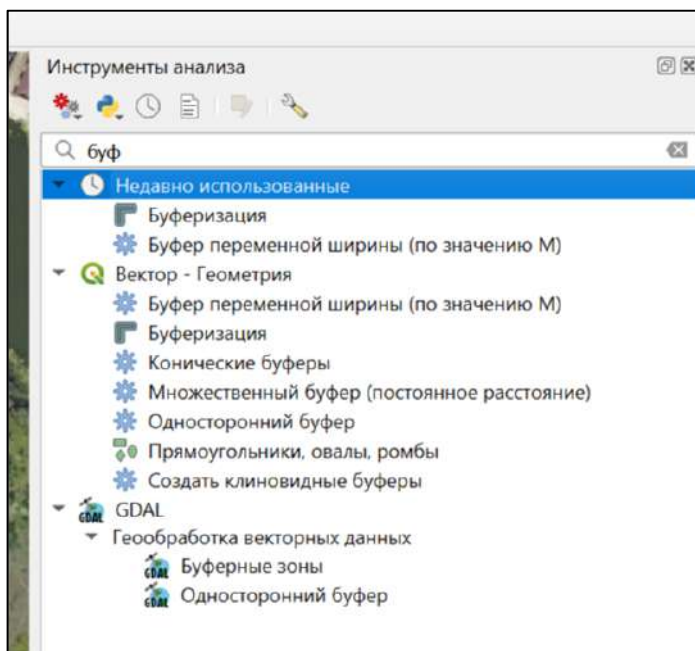 Инструменты анализа
буф
Недавно использованные
Буферизация
Буфер переменной ширины (по значению М)
Вектор - Геометрия
Буфер переменной ширины (по значению М)
Буферизация
Конические буферы
Множественный буфер (постоянное расстояние)
Односторонний буфер
Прямоугольники, овалы, ромбы
Создать клиновидные буферы
GDAL
Геообработка векторных данных
Буферные зоны
Односторонний буфер